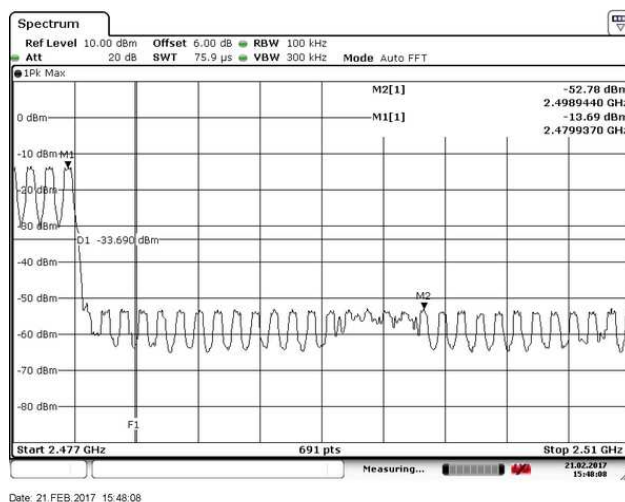 Spectrum
Ref Level 10.00 dBm Offset 6.00 dB RBW 100 kHz
Att 20 dB SWT 75.9 µs VBW 300 kHz Mode Auto FFT
1Pk Max
M2[1] -52.78 dBm
2.4989440 GHz
M1[1] -13.69 dBm
2.4799370 GHz
0 dBm
-10 dBm
M1
-20 dBm
-30 dBm
D1 -33.690 dBm
-40 dBm
-50 dBm
M2
-60 dBm
-70 dBm
-80 dBm
F1
Start 2.477 GHz 691 pts Stop 2.51 GHz
Measuring... 21.02.2017
15:48:08
Date: 21.FEB.2017 15:48:08